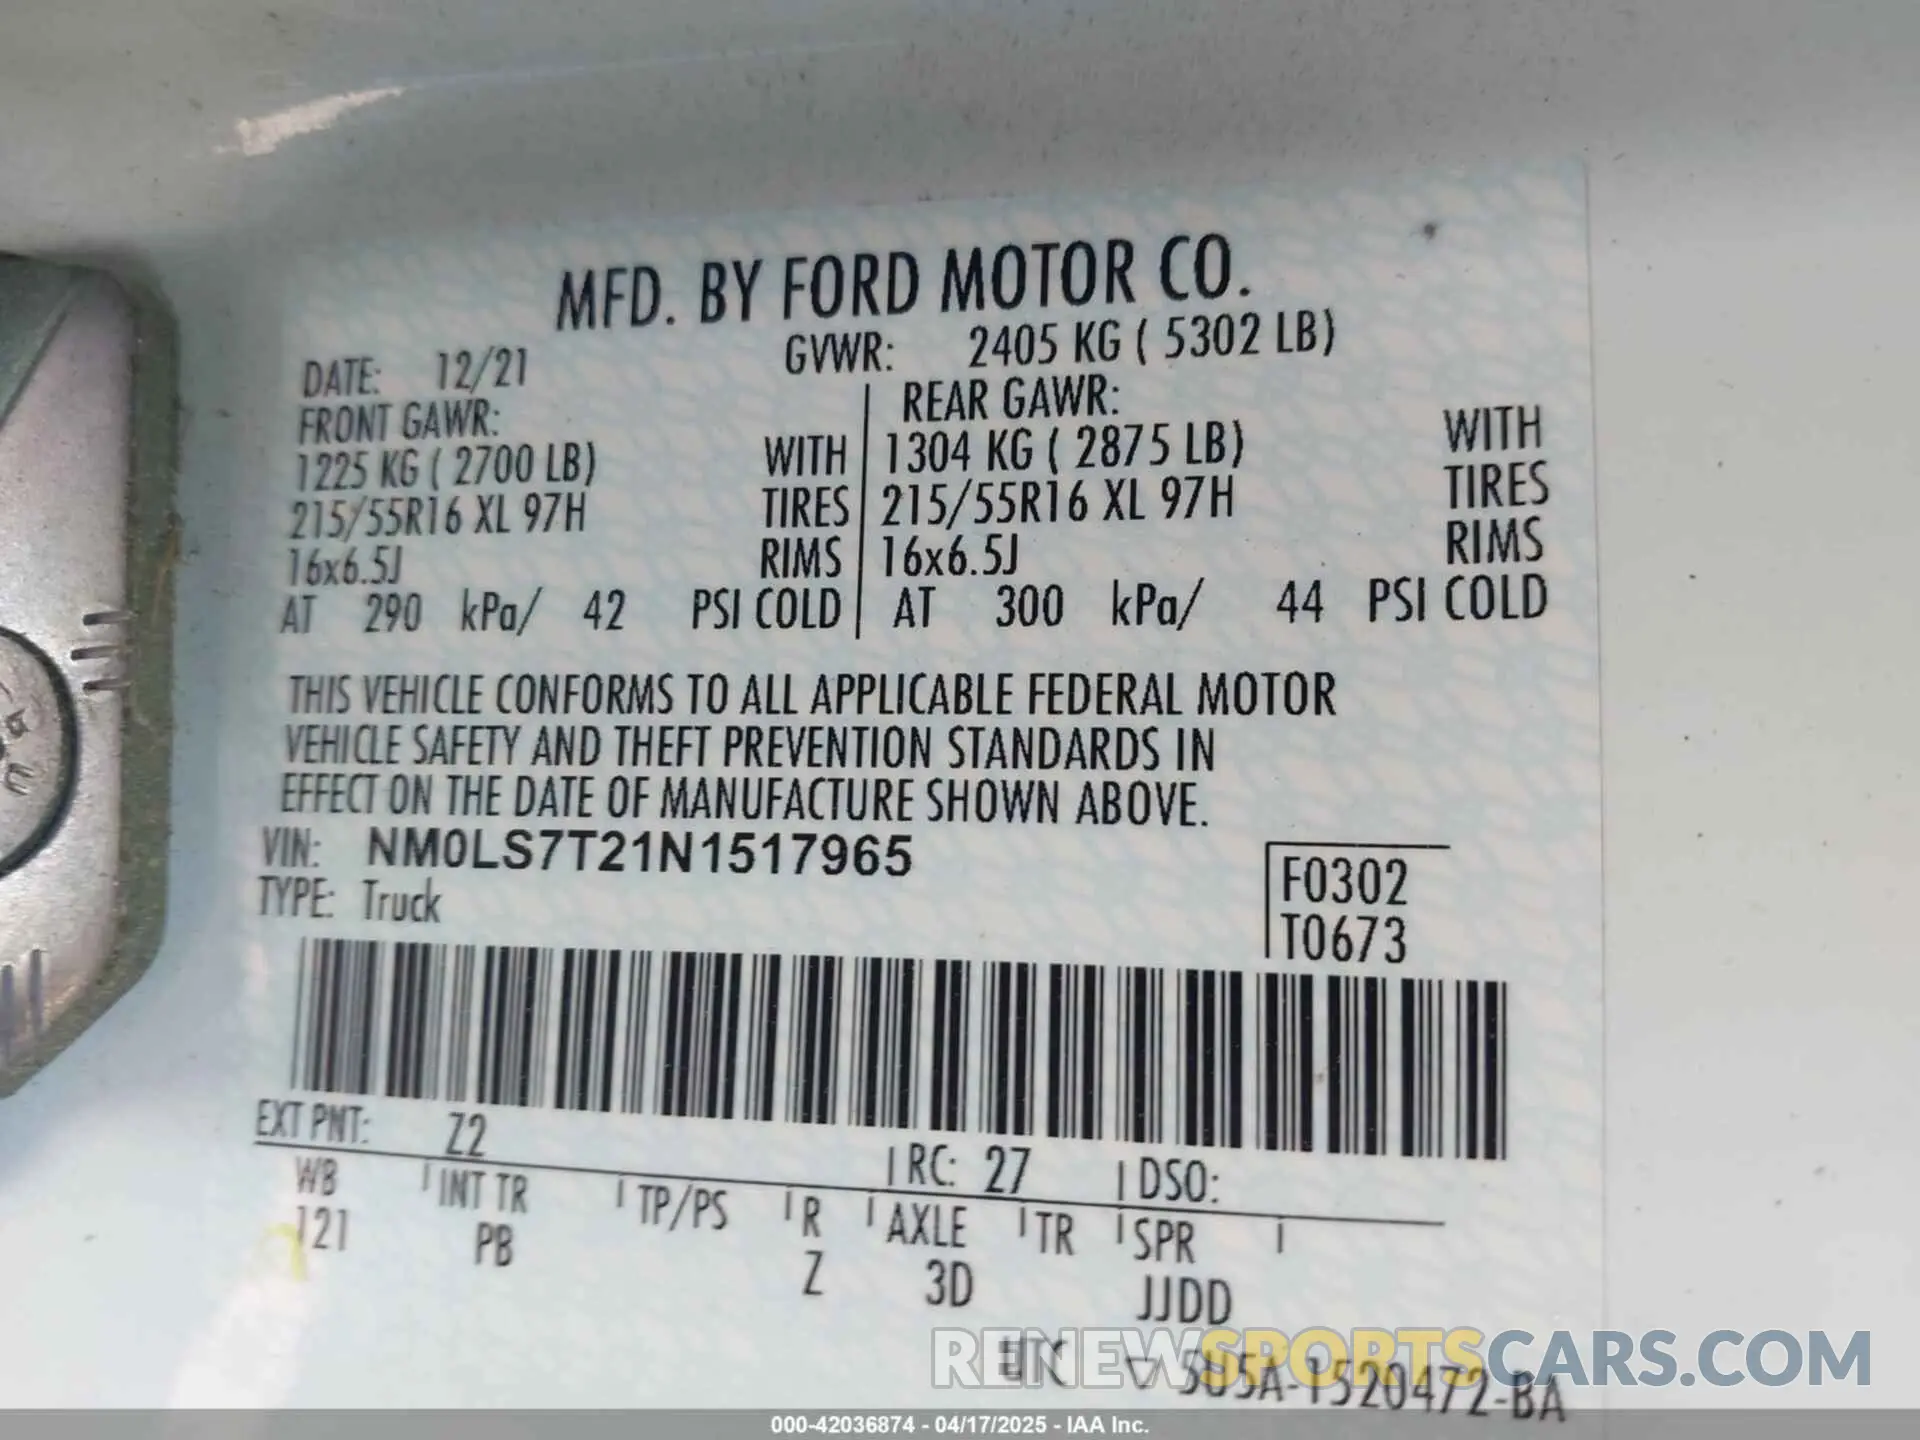 MFD. BY FORD MOTOR CO.
DATE: 12/21 GVWR: 2405 KG ( 5302 LB)
FRONT GAWR: REAR GAWR:
1225 KG ( 2700 LB) WITH 1304 KG ( 2875 LB) WITH
215/55R16 XL 97H TIRES 215/55R16 XL 97H TIRES
16x6.5J RIMS 16x6.5J RIMS
AT 290 kPa/ 42 PSI COLD AT 300 kPa/ 44 PSI COLD
THIS VEHICLE CONFORMS TO ALL APPLICABLE FEDERAL MOTOR
VEHICLE SAFETY AND THEFT PREVENTION STANDARDS IN
EFFECT ON THE DATE OF MANUFACTURE SHOWN ABOVE.
VIN: NM0LS7T21N1517965
TYPE: Truck
F0302
T0673
EXT PNT: Z2 RC: 27 DSO:
WB INT TR TP/PS R AXLE TR SPR
121 PB Z 3D JJDD
RENEWSPORTSCARS.COM
000-42036874 - 04/17/2025 - IAA Inc.